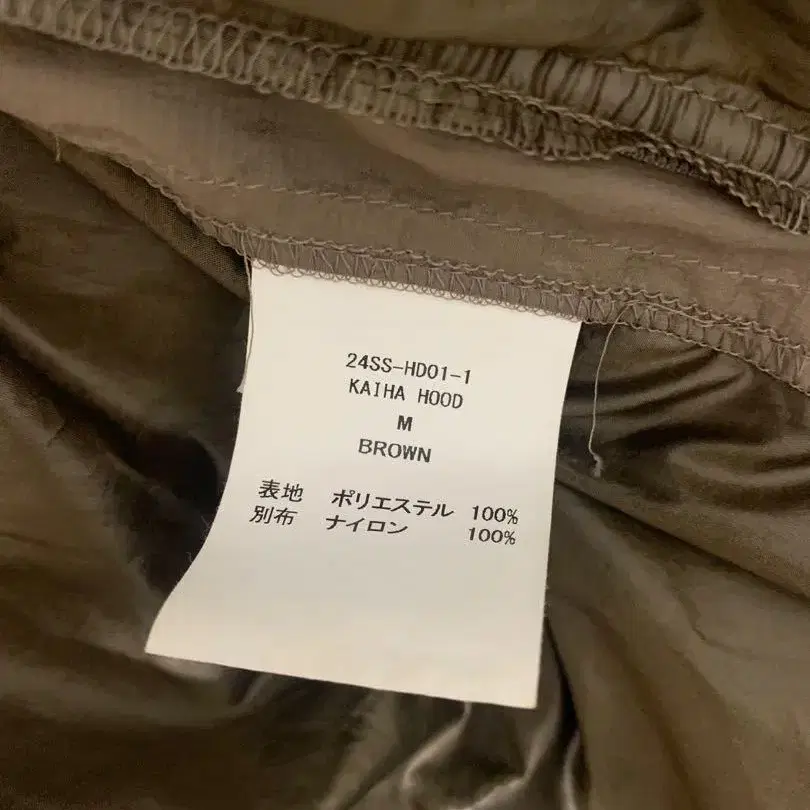 24SS-HD01-1
KAIHA HOOD
M
BROWN
表地 ポリエステル 100%
別布 ナイロン 100%